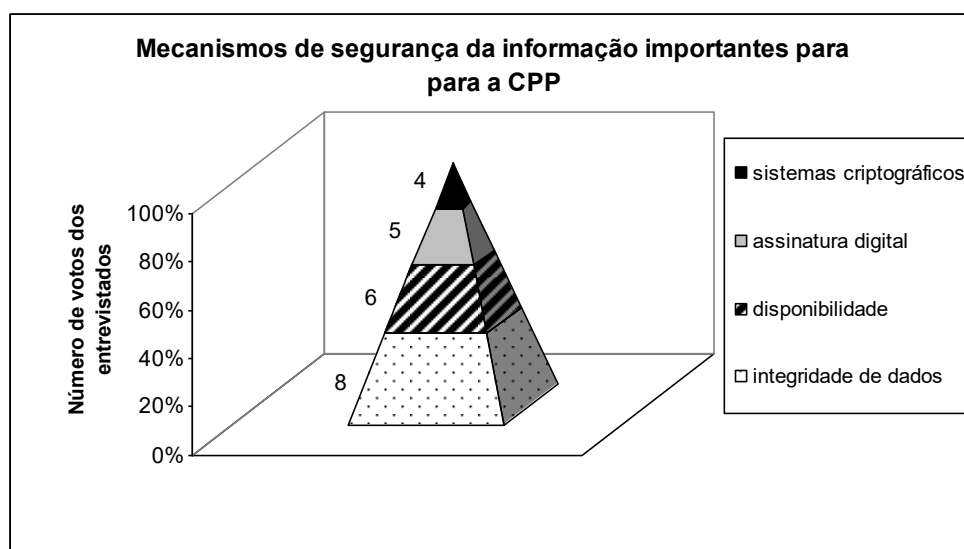 Mecanismos de segurança da informação importantes para
para a CPP
Número de votos dos
entrevistados
100%
80%
60%
40%
20%
0%
4
5
6
8
sistemas criptográficos
assinatura digital
disponibilidade
integridade de dados